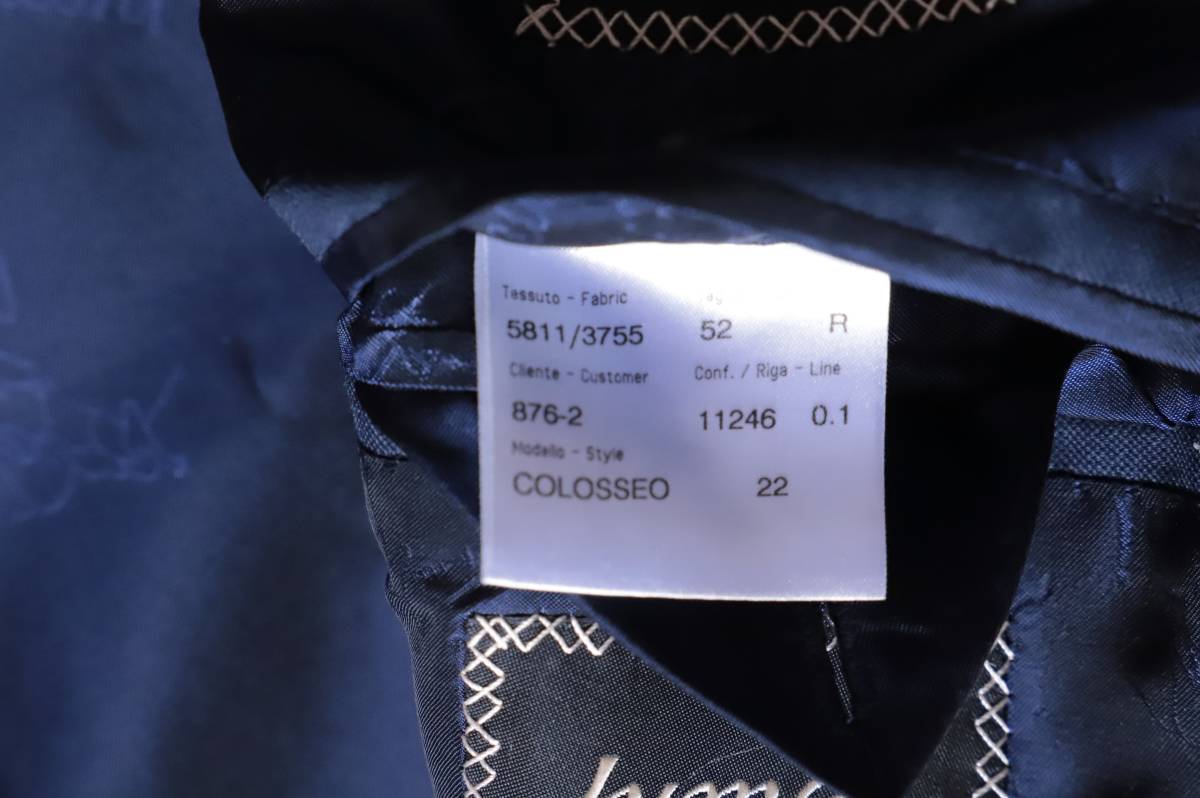 Tessuto - Fabric
5811/3755 52 R
Cliente - Customer Conf. / Riga - Line
876-2 11246 0.1
Modello - Style
COLOSSEO 22